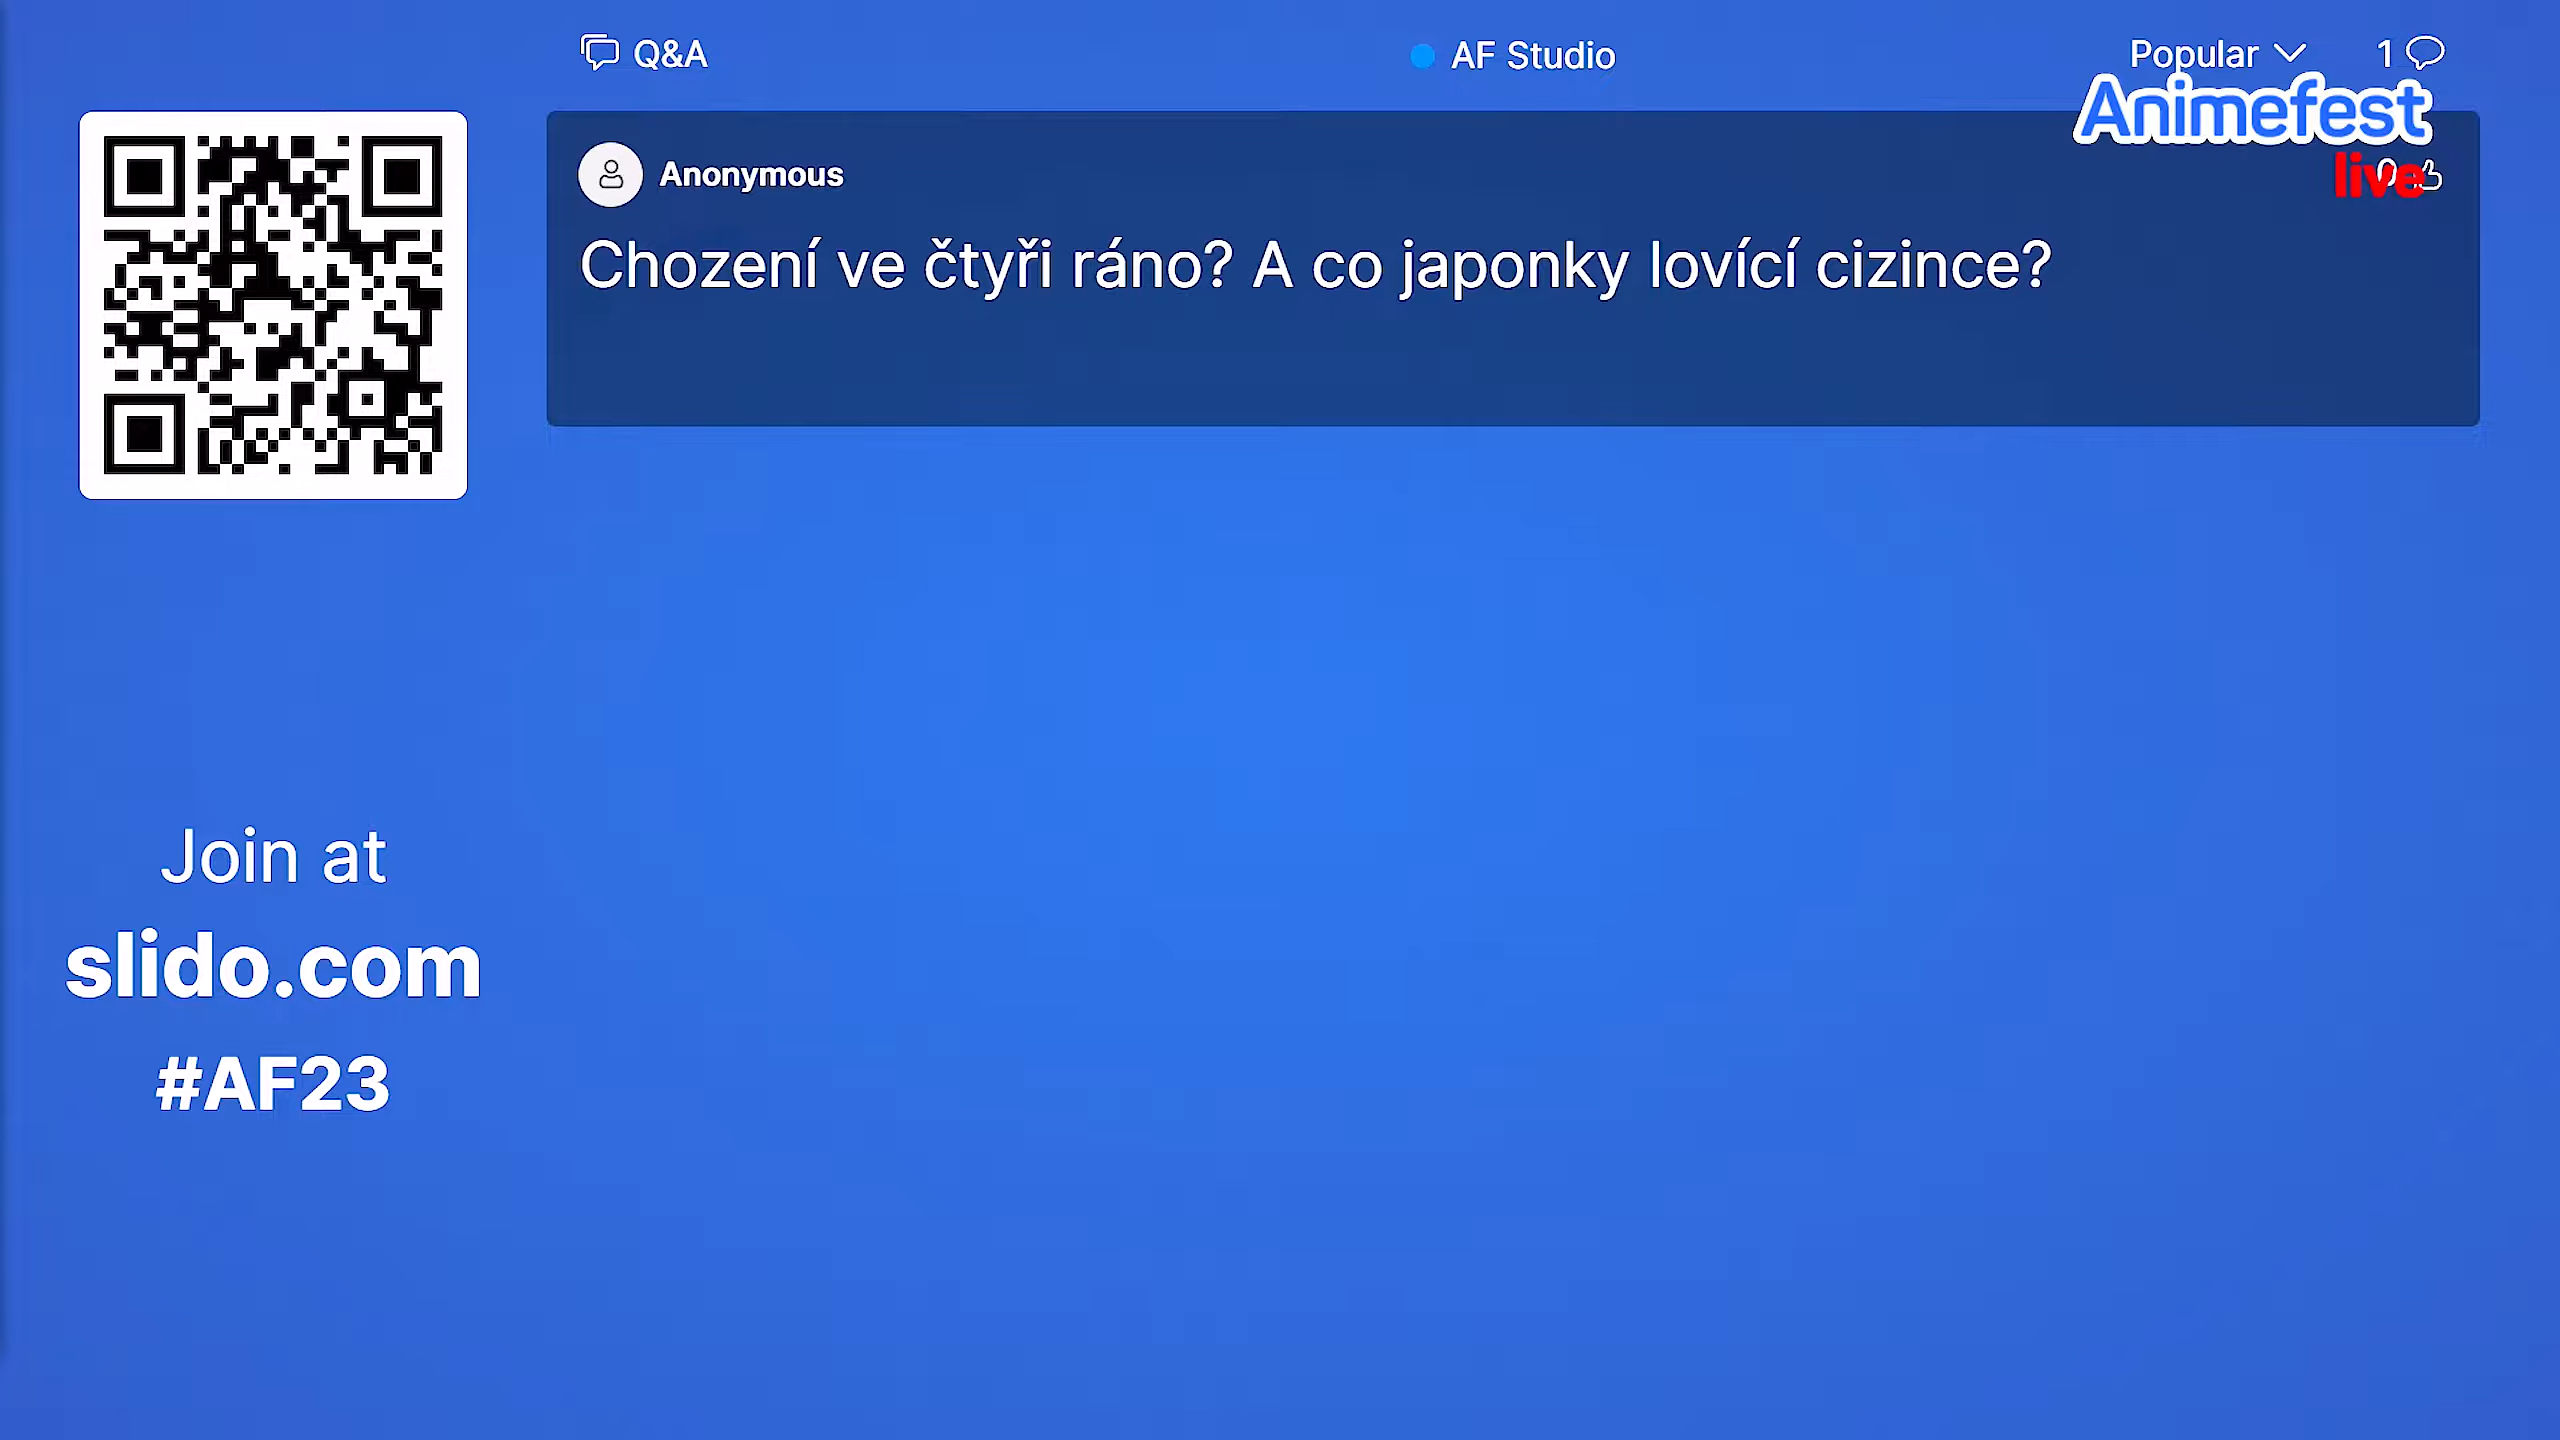 Q&A
AF Studio
Popular
1
Animefest
live
Anonymous
0
Chození ve čtyři ráno? A co japonky lovící cizince?
Join at
slido.com
#AF23